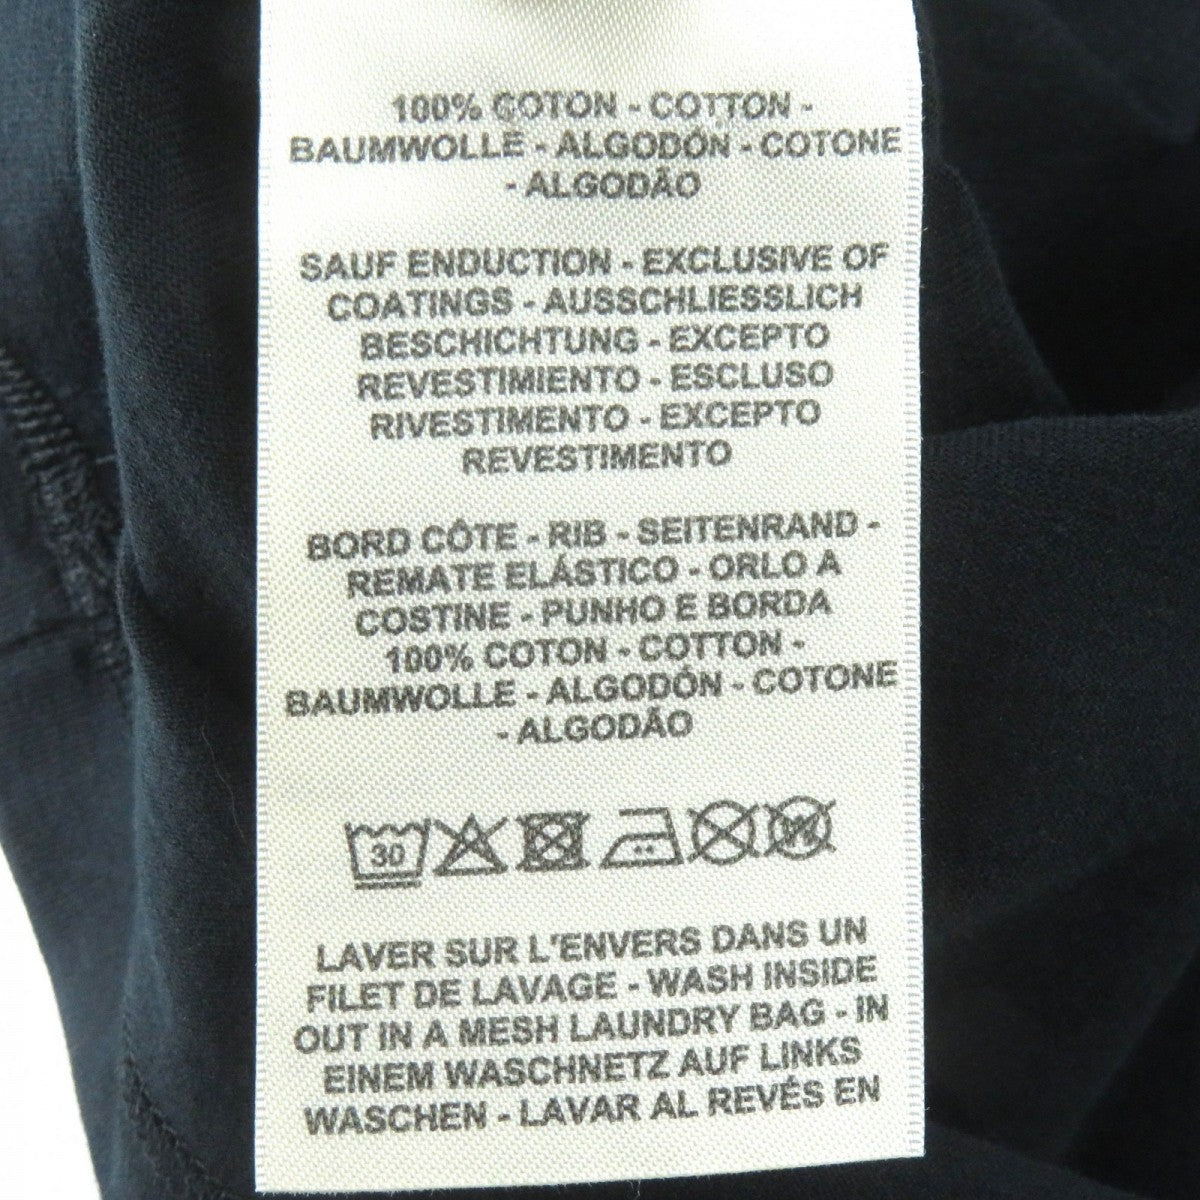 100% COTON - COTTON -
BAUMWOLLE - ALGODÓN - COTONE
- ALGODÃO
SAUF ENDUCTION - EXCLUSIVE OF
COATINGS - AUSSCHLIESSLICH
BESCHICHTUNG - EXCEPTO
REVESTIMIENTO - ESCLUSO
RIVESTIMENTO - EXCEPTO
REVESTIMENTO
BORD CÔTE - RIB - SEITENRAND -
REMATE ELÁSTICO - ORLO A
COSTINE - PUNHO E BORDA
100% COTON - COTTON -
BAUMWOLLE - ALGODÓN - COTONE
- ALGODÃO
30
LAVER SUR L'ENVERS DANS UN
FILET DE LAVAGE - WASH INSIDE
OUT IN A MESH LAUNDRY BAG - IN
EINEM WASCHNETZ AUF LINKS
WASCHEN - LAVAR AL REVÉS EN